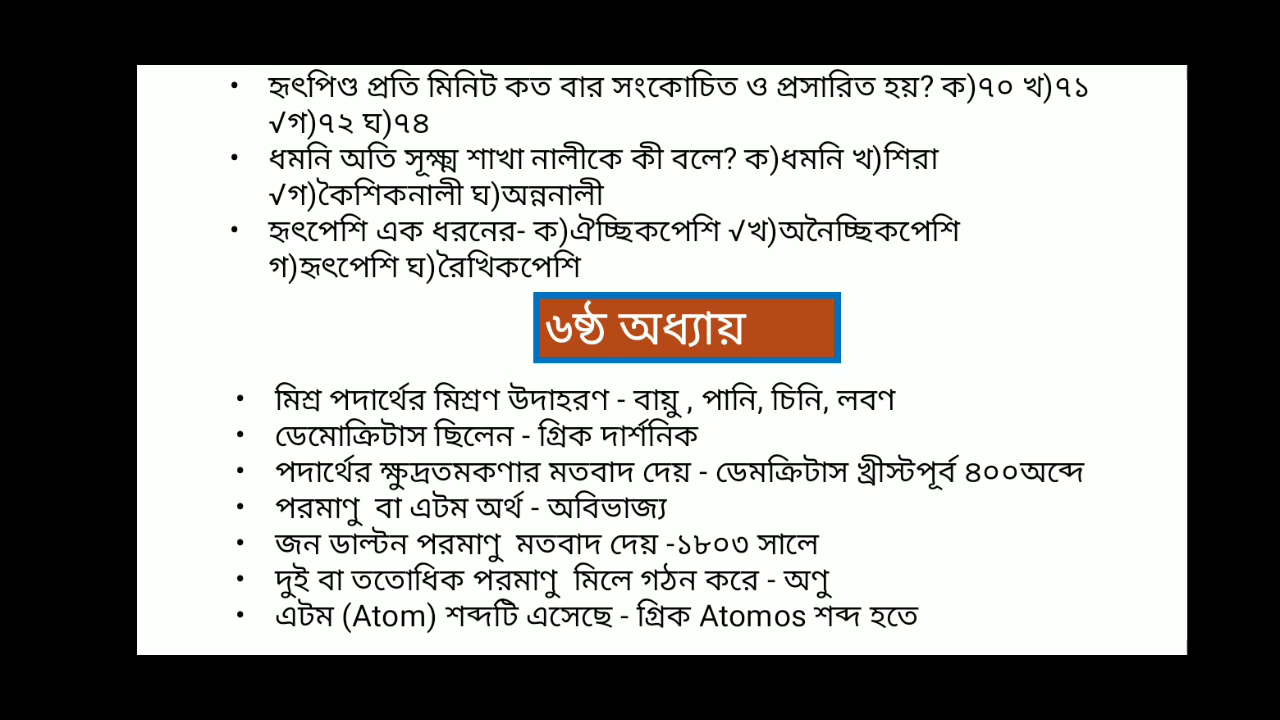 • হৃৎপিণ্ড প্রতি মিনিট কত বার সংকোচিত ও প্রসারিত হয়? ক)৭০ খ)৭১
√গ)৭২ ঘ)৭৪
• ধমনি অতি সূক্ষ্ম শাখা নালীকে কী বলে? ক)ধমনি খ)শিরা
√গ)কৈশিকনালী ঘ)অন্ননালী
• হৃৎপেশি এক ধরনের- ক)ঐচ্ছিকপেশি √খ)অনৈচ্ছিকপেশি
গ)হৃৎপেশি ঘ)রৈখিকপেশি
৬ষ্ঠ অধ্যায়
• মিশ্র পদার্থের মিশ্রণ উদাহরণ - বায়ু , পানি, চিনি, লবণ
• ডেমোক্রিটাস ছিলেন - গ্রিক দার্শনিক
• পদার্থের ক্ষুদ্রতমকণার মতবাদ দেয় - ডেমক্রিটাস খ্রীস্টপূর্ব ৪০০অব্দে
• পরমাণু বা এটম অর্থ - অবিভাজ্য
• জন ডাল্টন পরমাণু মতবাদ দেয় -১৮০৩ সালে
• দুই বা ততোধিক পরমাণু মিলে গঠন করে - অণু
• এটম (Atom) শব্দটি এসেছে - গ্রিক Atomos শব্দ হতে